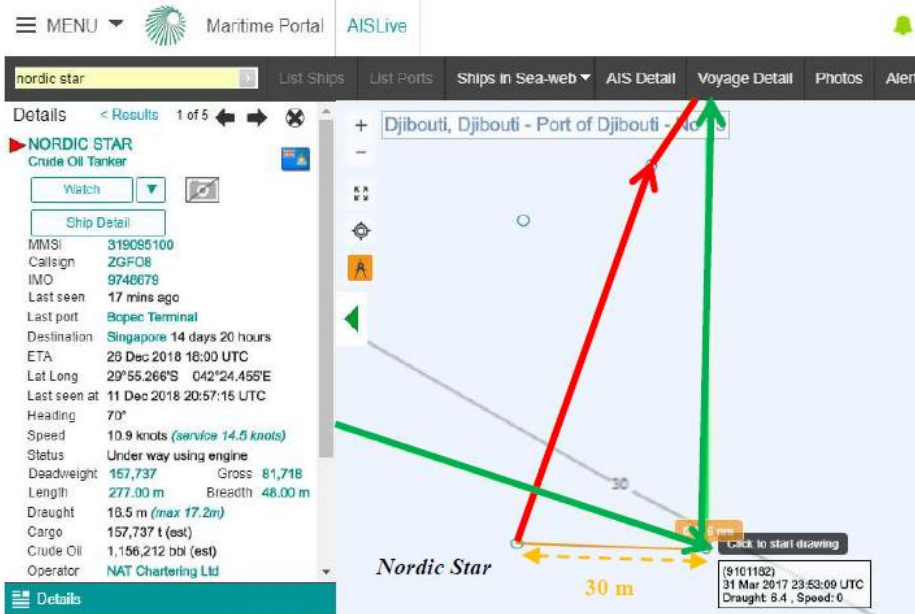 MENU
Maritime Portal
AISLive
nordic star
List Ships
List Ports
Ships in Sea-web
AIS Detail
Voyage Detail
Photos
Details
< Results
1 of 5
NORDIC STAR
Crude Oil Tanker
Watch
Ship Detail
MMSI 319095100
Callsign ZGFO8
IMO 9748679
Last seen 17 mins ago
Last port Bopec Terminal
Destination Singapore 14 days 20 hours
ETA 26 Dec 2018 18:00 UTC
Lat Long 29°55.266'S 042°24.455'E
Last seen at 11 Dec 2018 20:57:15 UTC
Heading 70°
Speed 10.9 knots (service 14.5 knots)
Status Under way using engine
Deadweight 157,737 Gross 81,718
Length 277.00 m Breadth 48.00 m
Draught 16.5 m (max 17.2m)
Cargo 157,737 t (est)
Crude Oil 1,156,212 bbl (est)
Operator NAT Chartering Ltd
Details
+
Djibouti, Djibouti - Port of Djibouti -
−
30
nm
Click to start drawing
Nordic Star
30 m
(9101182)
31 Mar 2017 23:53:09 UTC
Draught: 6.4 , Speed: 0